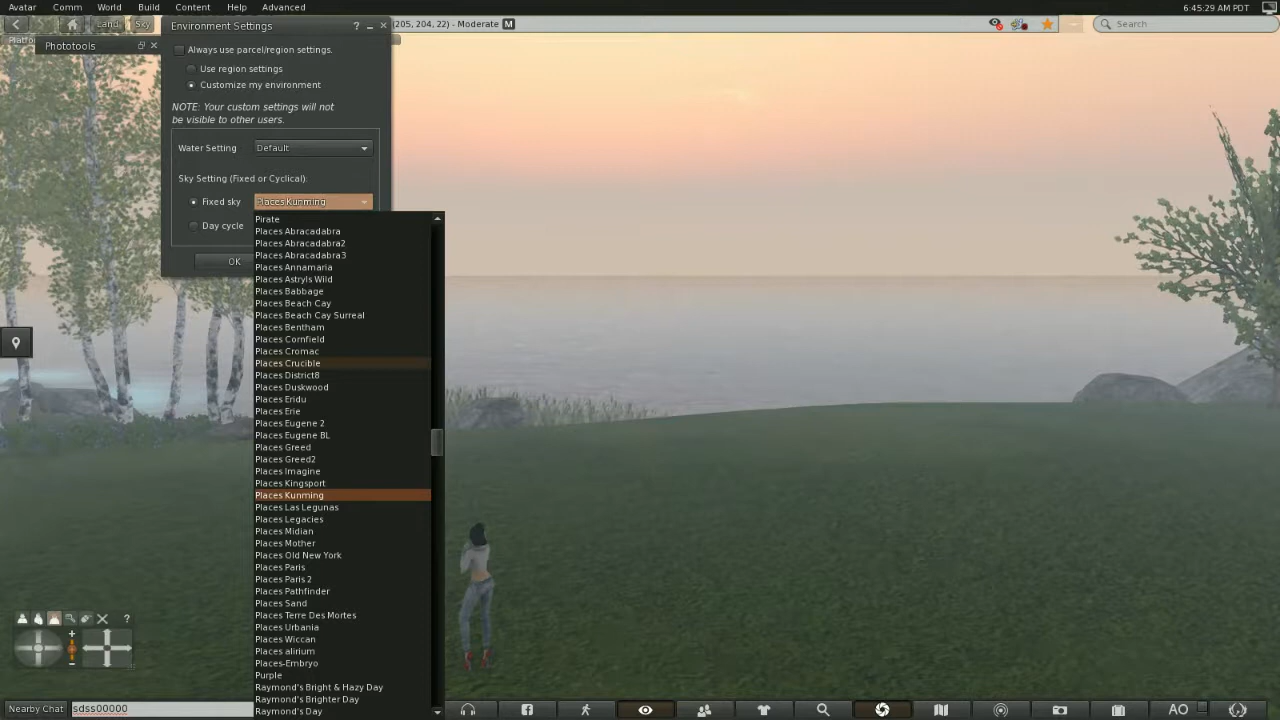 Avatar Comm World Build Content Help Advanced 6:45:29 AM PDT
Land Sky Environment Settings ? (205, 204, 22) - Moderate M Search
Phototools
Always use parcel/region settings.
Use region settings
Customize my environment
NOTE: Your custom settings will not
be visible to other users.
Water Setting Default
Sky Setting (Fixed or Cyclical):
Fixed sky Places Kunming
Day cycle
OK
Pirate
Places Abracadabra
Places Abracadabra2
Places Abracadabra3
Places Annamaria
Places Astryls Wild
Places Babbage
Places Beach Cay
Places Beach Cay Surreal
Places Bentham
Places Cornfield
Places Cromac
Places Crucible
Places District8
Places Duskwood
Places Eridu
Places Erie
Places Eugene 2
Places Eugene BL
Places Greed
Places Greed2
Places Imagine
Places Kingsport
Places Kunming
Places Las Legunas
Places Legacies
Places Midian
Places Mother
Places Old New York
Places Paris
Places Paris 2
Places Pathfinder
Places Sand
Places Terre Des Mortes
Places Urbania
Places Wiccan
Places alirium
Places-Embryo
Purple
Raymond's Bright & Hazy Day
Raymond's Brighter Day
Raymond's Day
?
Nearby Chat sdss00000 AO